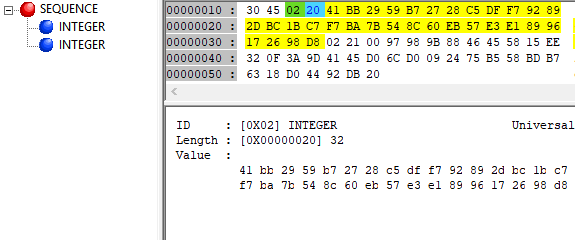 SEQUENCE
INTEGER
INTEGER
00000010 : 30 45 02 20 41 BB 29 59 B7 27 28 C5 DF F7 92 89
00000020 : 2D BC 1B C7 F7 BA 7B 54 8C 60 EB 57 E3 E1 89 96
00000030 : 17 26 98 D8 02 21 00 97 98 9B 88 46 45 58 15 EE
00000040 : 32 0F 3A 9D 41 45 D0 6C D0 09 24 75 B5 58 BD B7
00000050 : 63 18 D0 44 92 DB 20
ID : [0X02] INTEGER Universal
Length : [0X00000020] 32
Value :
41 bb 29 59 b7 27 28 c5 df f7 92 89 2d bc 1b c7
f7 ba 7b 54 8c 60 eb 57 e3 e1 89 96 17 26 98 d8